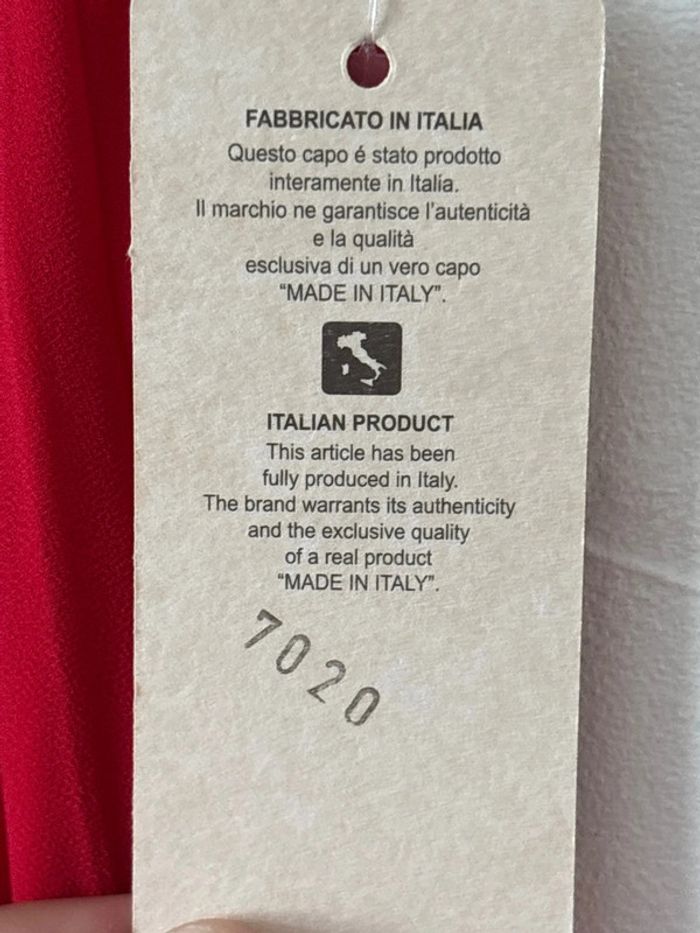 FABBRICATO IN ITALIA
Questo capo é stato prodotto
interamente in Italia.
Il marchio ne garantisce l'autenticità
e la qualità
esclusiva di un vero capo
“MADE IN ITALY”.
ITALIAN PRODUCT
This article has been
fully produced in Italy.
The brand warrants its authenticity
and the exclusive quality
of a real product
“MADE IN ITALY”.
7020